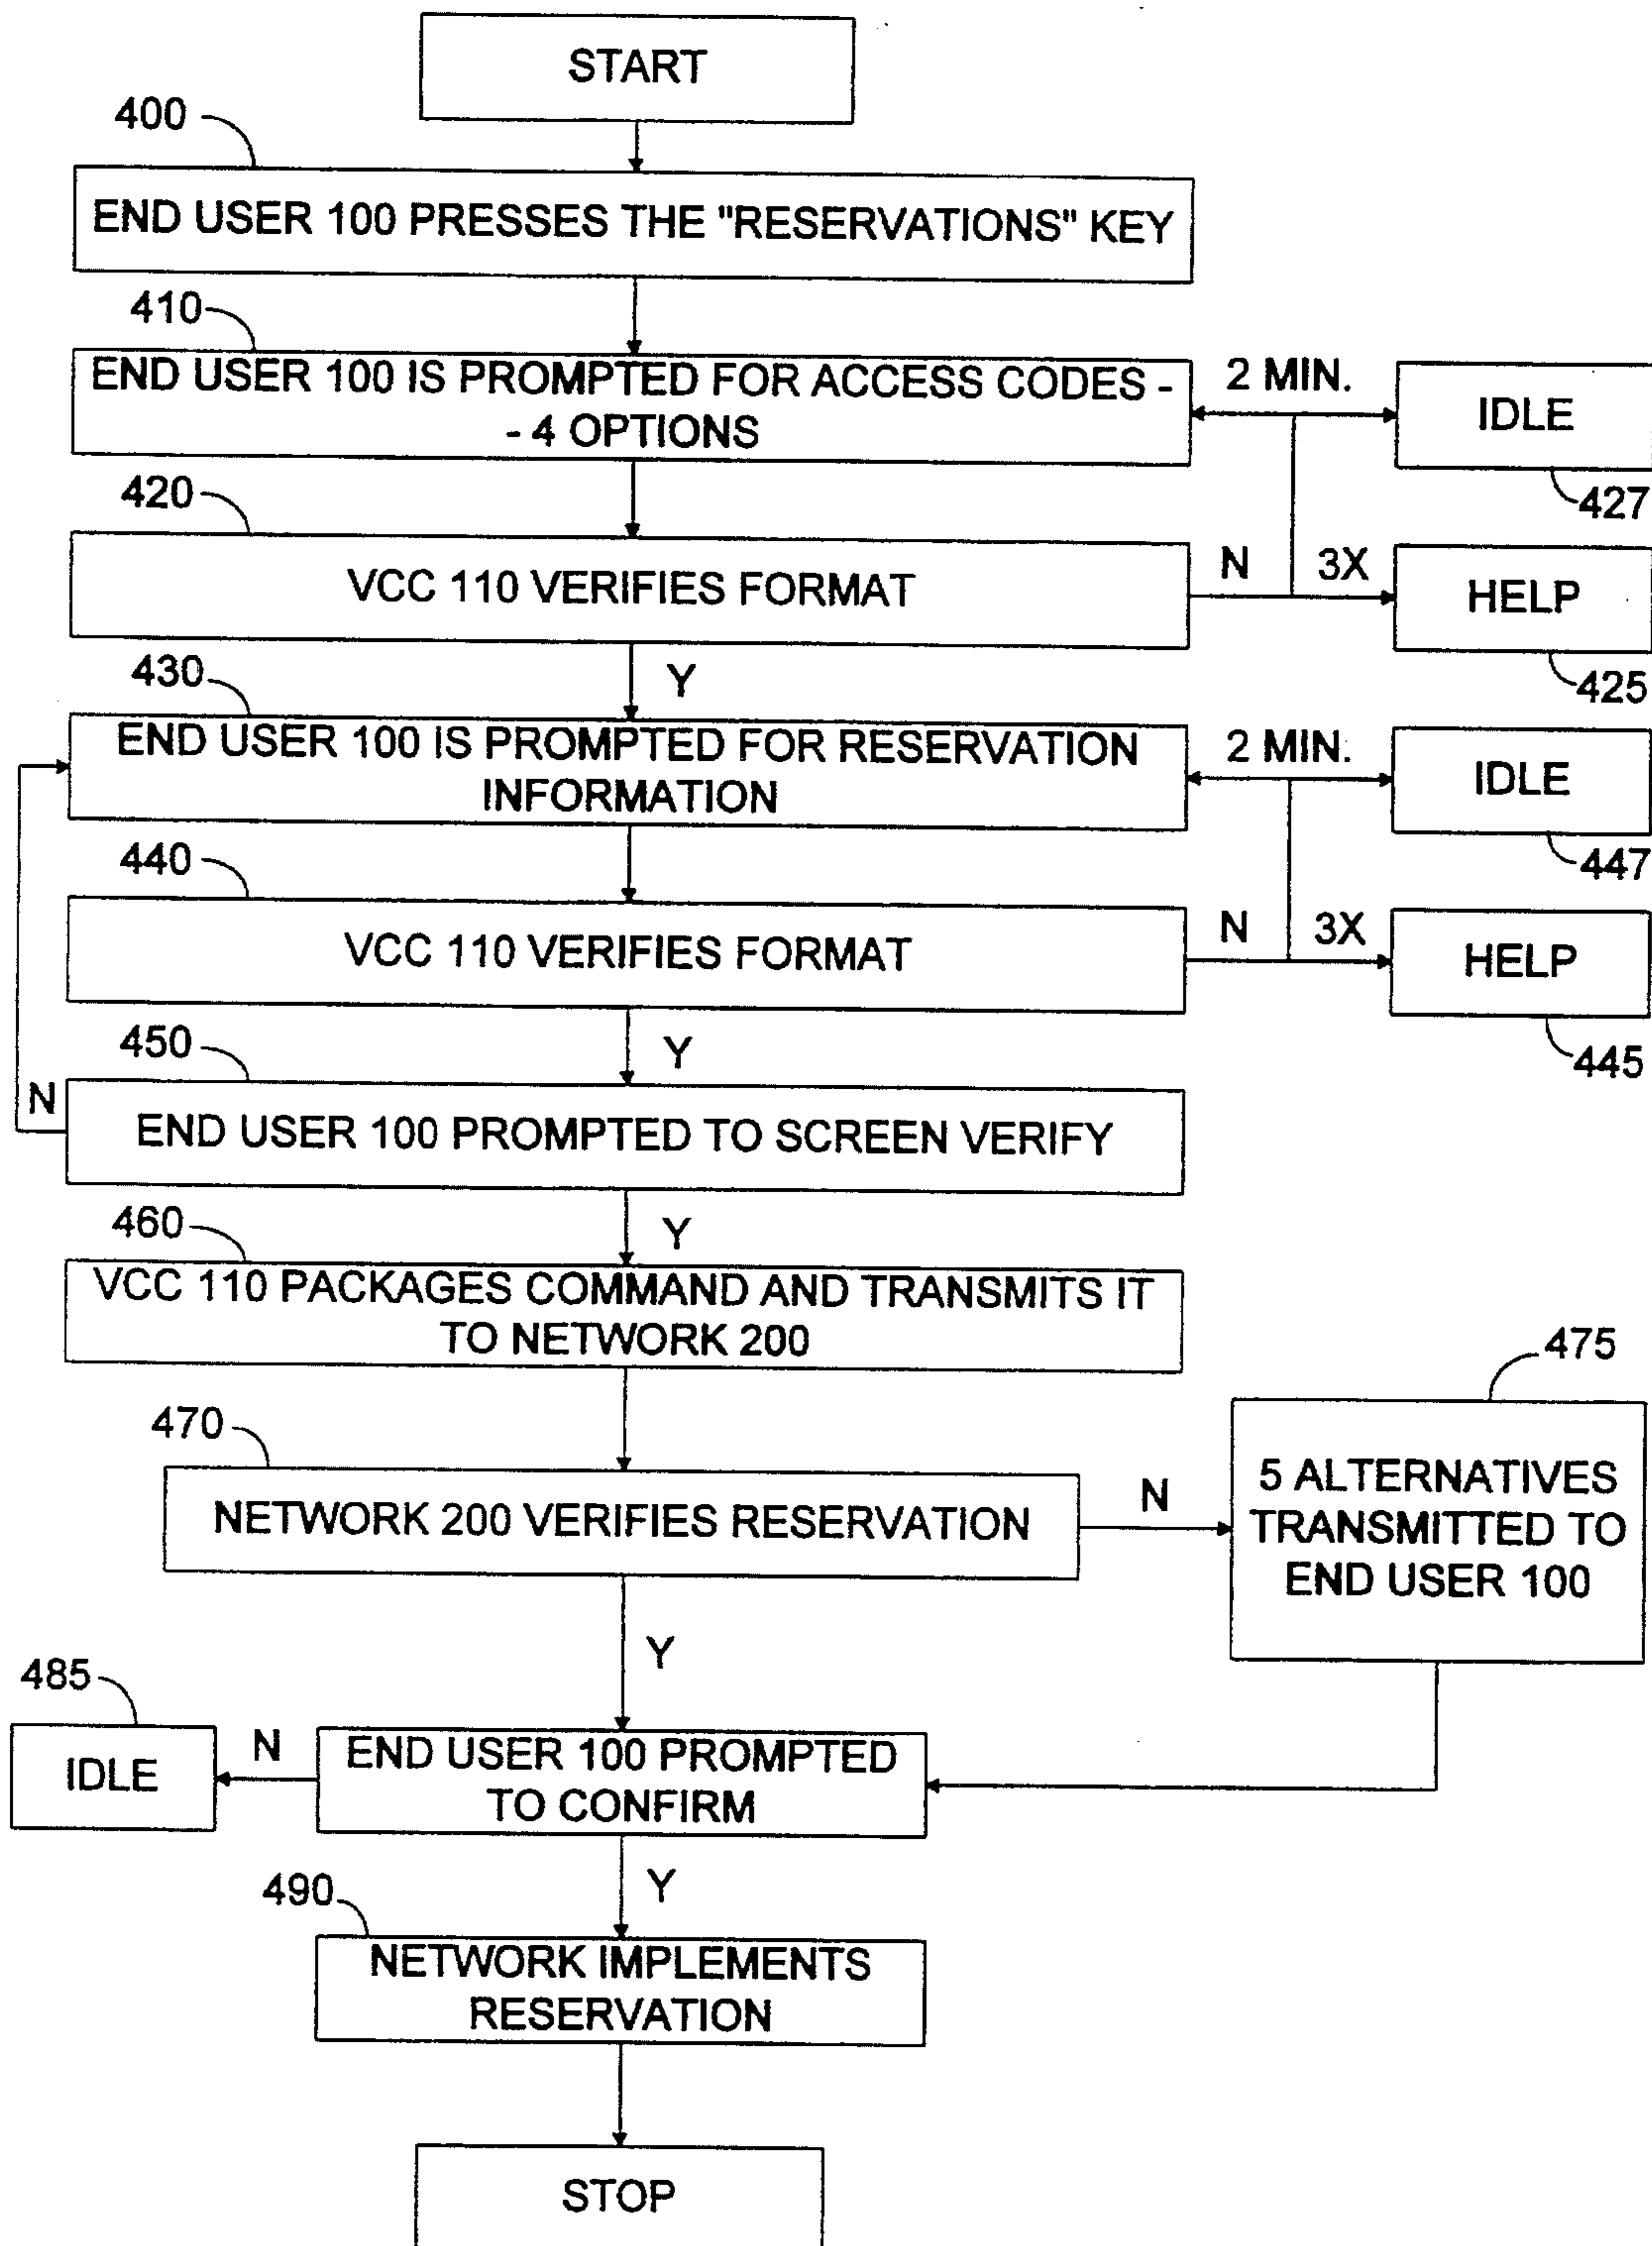 START
400
END USER 100 PRESSES THE "RESERVATIONS" KEY
410
END USER 100 IS PROMPTED FOR ACCESS CODES -
- 4 OPTIONS
2 MIN.
IDLE
427
420
VCC 110 VERIFIES FORMAT
N
3X
HELP
425
Y
430
END USER 100 IS PROMPTED FOR RESERVATION
INFORMATION
2 MIN.
IDLE
447
440
VCC 110 VERIFIES FORMAT
N
3X
HELP
445
Y
450
N
END USER 100 PROMPTED TO SCREEN VERIFY
Y
460
VCC 110 PACKAGES COMMAND AND TRANSMITS IT
TO NETWORK 200
470
NETWORK 200 VERIFIES RESERVATION
N
475
5 ALTERNATIVES
TRANSMITTED TO
END USER 100
Y
485
IDLE
N
END USER 100 PROMPTED
TO CONFIRM
Y
490
NETWORK IMPLEMENTS
RESERVATION
STOP